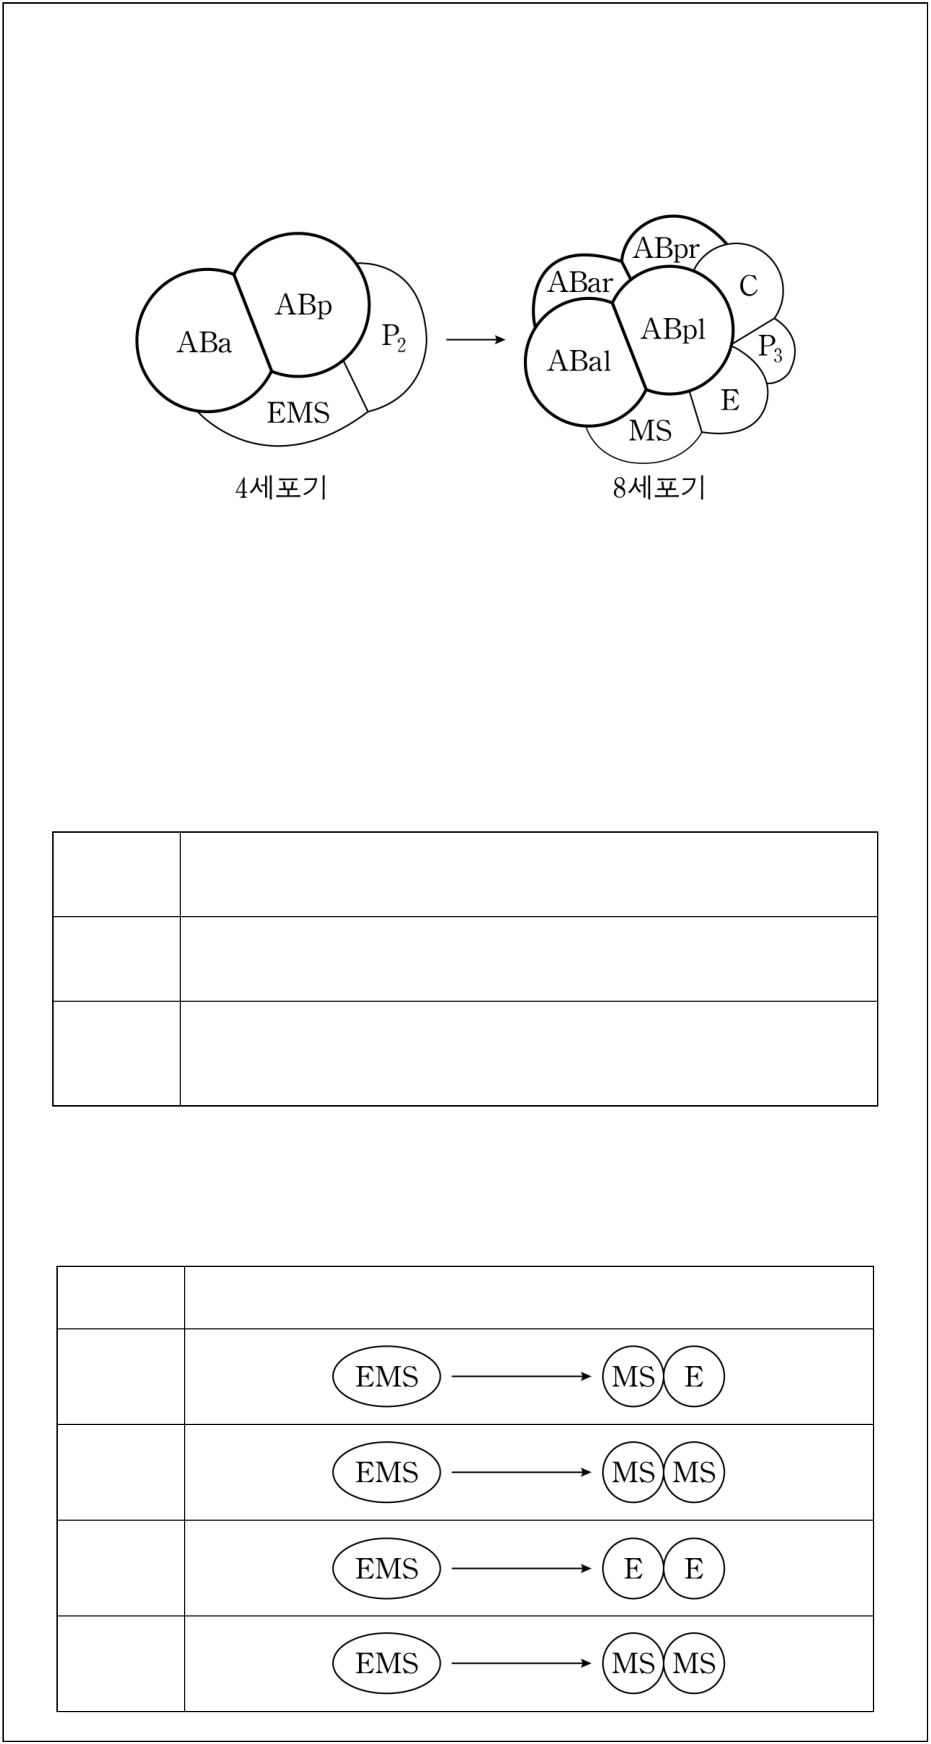 ABa
ABp
P₂
EMS
4세포기
ABar
ABpr
C
ABal
ABpl
P₃
E
MS
8세포기
EMS MS E
EMS MS MS
EMS E E
EMS MS MS